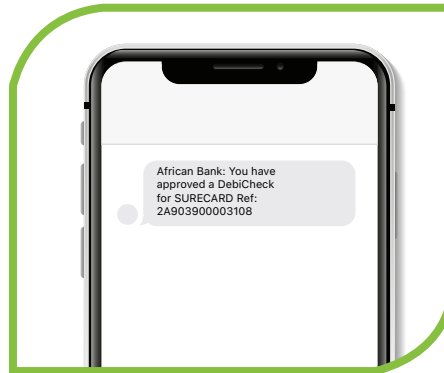 African Bank: You have
approved a DebiCheck
for SURECARD Ref:
2A903900003108